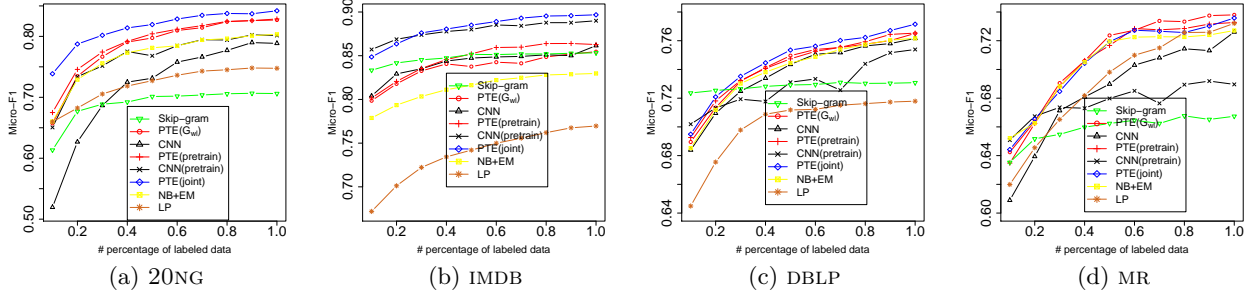 Micro−F1
0.50 0.60 0.70 0.80
Skip−gram
PTE(Gwl)
CNN
PTE(pretrain)
CNN(pretrain)
PTE(joint)
NB+EM
LP
0.2 0.4 0.6 0.8 1.0
# percentage of labeled data
(a) 20NG
Micro−F1
0.70 0.75 0.80 0.85 0.90
Skip−gram
PTE(Gwl)
CNN
PTE(pretrain)
CNN(pretrain)
PTE(joint)
NB+EM
LP
0.2 0.4 0.6 0.8 1.0
# percentage of labeled data
(b) IMDB
Micro−F1
0.64 0.68 0.72 0.76
Skip−gram
PTE(Gwl)
CNN
PTE(pretrain)
CNN(pretrain)
PTE(joint)
NB+EM
LP
0.2 0.4 0.6 0.8 1.0
# percentage of labeled data
(c) DBLP
Micro−F1
0.60 0.64 0.68 0.72
Skip−gram
PTE(Gwl)
CNN
PTE(pretrain)
CNN(pretrain)
PTE(joint)
NB+EM
LP
0.2 0.4 0.6 0.8 1.0
# percentage of labeled data
(d) MR